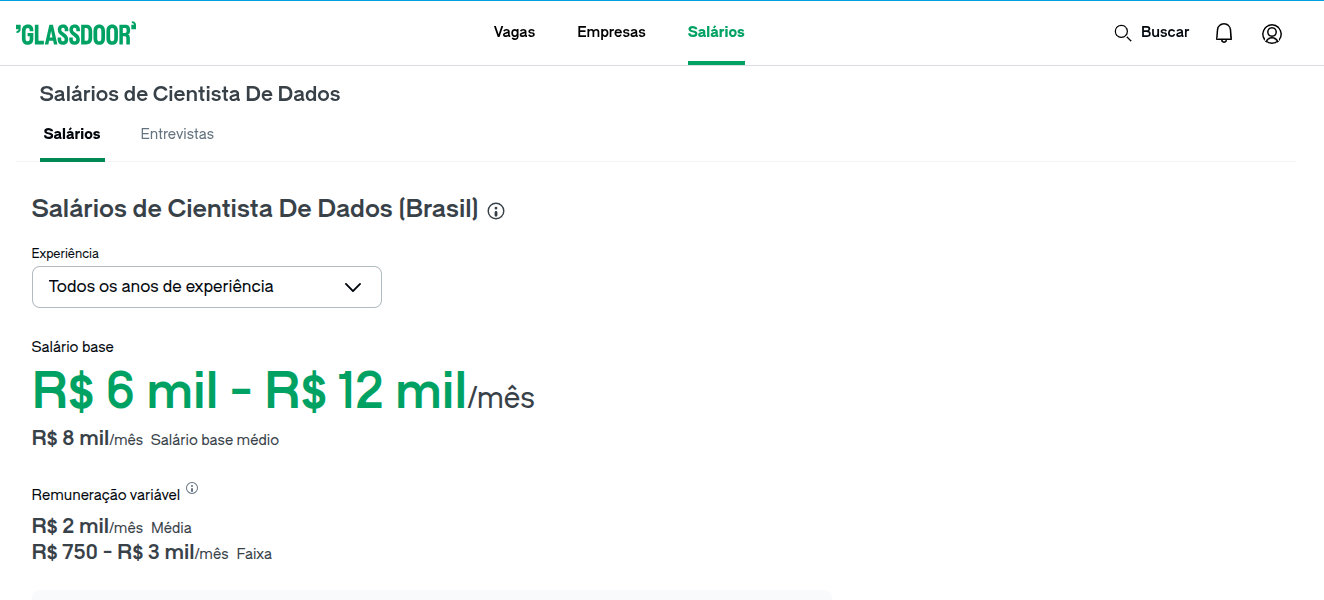 GLASSDOOR Vagas Empresas Salários Buscar
Salários de Cientista De Dados
Salários Entrevistas
Salários de Cientista De Dados (Brasil)
Experiência
Todos os anos de experiência
Salário base
R$ 6 mil - R$ 12 mil/mês
R$ 8 mil/mês Salário base médio
Remuneração variável
R$ 2 mil/mês Média
R$ 750 - R$ 3 mil/mês Faixa